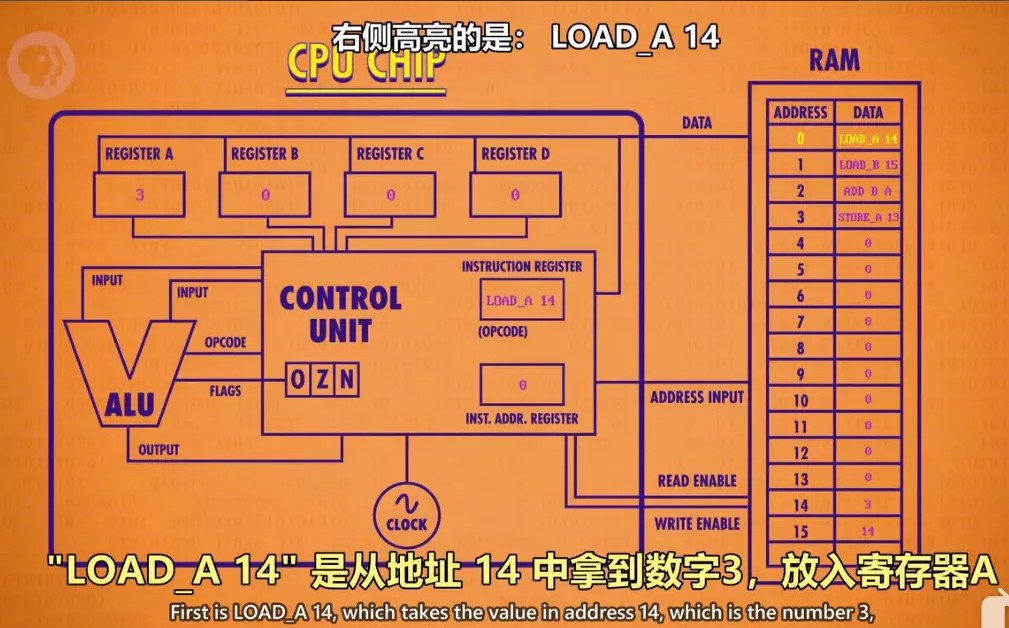 右侧高亮的是： LOAD_A 14
CPU CHIP
RAM
DATA
ADDRESS DATA
0 LOAD_A 14
1 LOAD_B 15
2 ADD B A
3 STORE_A 13
4 0
5 0
6 0
7 0
8 0
9 0
10 0
11 0
12 0
13 0
14 3
15 14
REGISTER A
REGISTER B
REGISTER C
REGISTER D
3
0
0
0
INPUT
INPUT
CONTROL
UNIT
INSTRUCTION REGISTER
LOAD_A 14
(OPCODE)
OPCODE
FLAGS
O Z N
0
INST. ADDR. REGISTER
ALU
OUTPUT
CLOCK
ADDRESS INPUT
READ ENABLE
WRITE ENABLE
"LOAD_A 14" 是从地址 14 中拿到数字3，放入寄存器A
First is LOAD_A 14, which takes the value in address 14, which is the number 3,